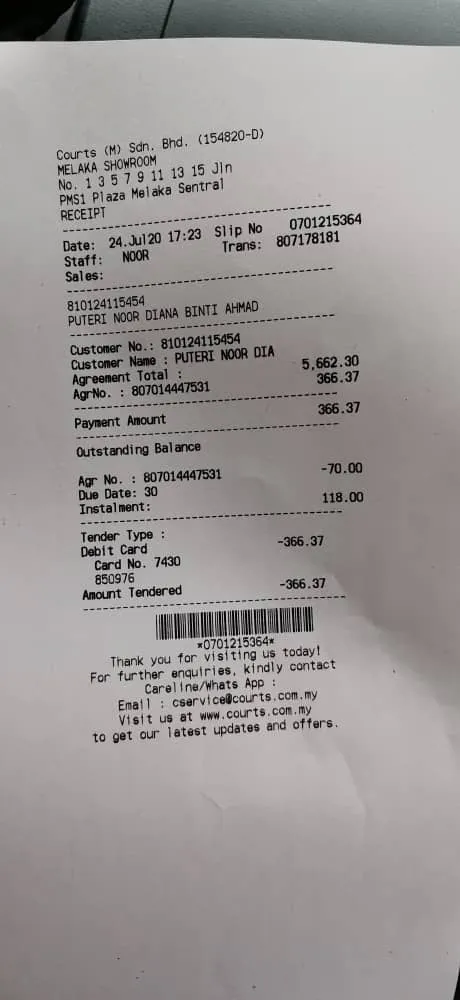 Courts (M) Sdn. Bhd. (154820-D)
MELAKA SHOWROOM
No. 1 3 5 7 9 11 13 15 Jln
PMS1 Plaza Melaka Sentral
RECEIPT
Date: 24.Jul20 17:23 Slip No 0701215364
Staff: NOOR Trans: 807178181
Sales:
810124115454
PUTERI NOOR DIANA BINTI AHMAD
Customer No.: 810124115454
Customer Name : PUTERI NOOR DIA
Agreement Total : 5,662.30
AgrNo. : 807014447531 366.37
Payment Amount 366.37
Outstanding Balance
Agr No. : 807014447531 -70.00
Due Date: 30
Instalment: 118.00
Tender Type :
Debit Card -366.37
Card No. 7430
850976
Amount Tendered -366.37
*0701215364*
Thank you for visiting us today!
For further enquiries, kindly contact
Careline/Whats App :
Email : cservice@courts.com.my
Visit us at www.courts.com.my
to get our latest updates and offers.